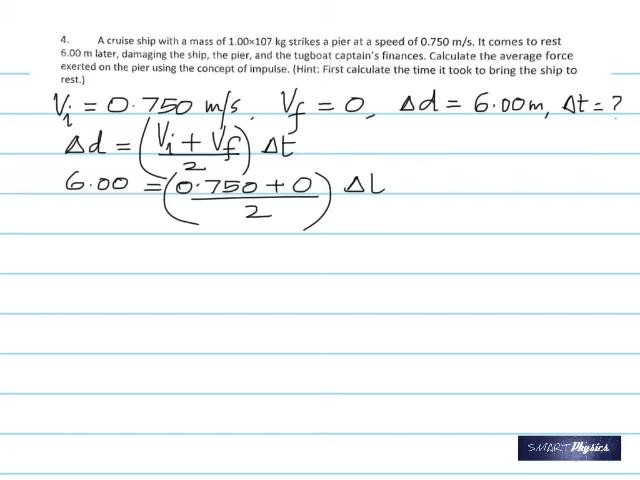 4. A cruise ship with a mass of 1.00×107 kg strikes a pier at a speed of 0.750 m/s. It comes to rest
6.00 m later, damaging the ship, the pier, and the tugboat captain's finances. Calculate the average force
exerted on the pier using the concept of impulse. (Hint: First calculate the time it took to bring the ship to
rest.)
Vi = 0.750 m/s, Vf = 0, Δd = 6.00m, Δt = ?
Δd = (Vi + Vf / 2) Δt
6.00 = (0.750 + 0 / 2) Δt
SMART Physics